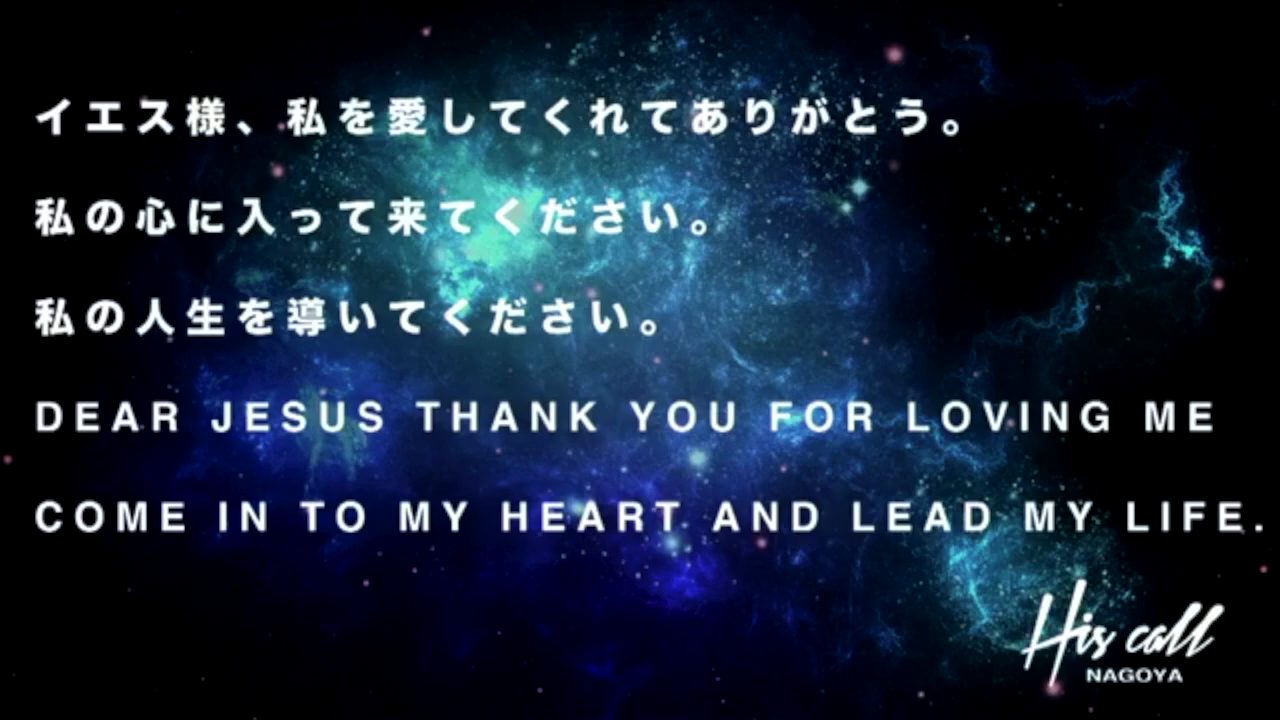 イエス様、私を愛してくれてありがとう。
私の心に入って来てください。
私の人生を導いてください。
DEAR JESUS THANK YOU FOR LOVING ME
COME IN TO MY HEART AND LEAD MY LIFE.
His call
NAGOYA